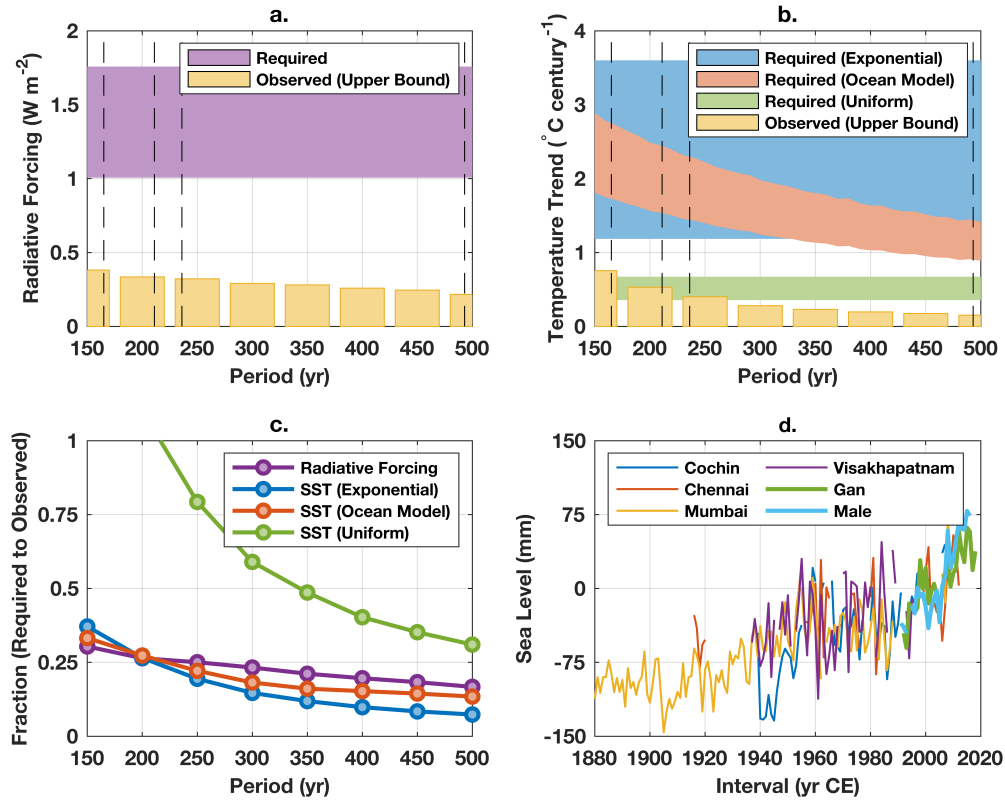 a.
Radiative Forcing (W m-2)
2
1.5
1
0.5
0
Required
Observed (Upper Bound)
150 200 250 300 350 400 450 500
Period (yr)
b.
Temperature Trend (°C century-1)
4
3
2
1
0
Required (Exponential)
Required (Ocean Model)
Required (Uniform)
Observed (Upper Bound)
150 200 250 300 350 400 450 500
Period (yr)
c.
Fraction (Required to Observed)
1
0.75
0.5
0.25
0
Radiative Forcing
SST (Exponential)
SST (Ocean Model)
SST (Uniform)
150 200 250 300 350 400 450 500
Period (yr)
d.
Sea Level (mm)
150
75
0
-75
-150
Cochin Visakhapatnam
Chennai Gan
Mumbai Male
1880 1900 1920 1940 1960 1980 2000 2020
Interval (yr CE)